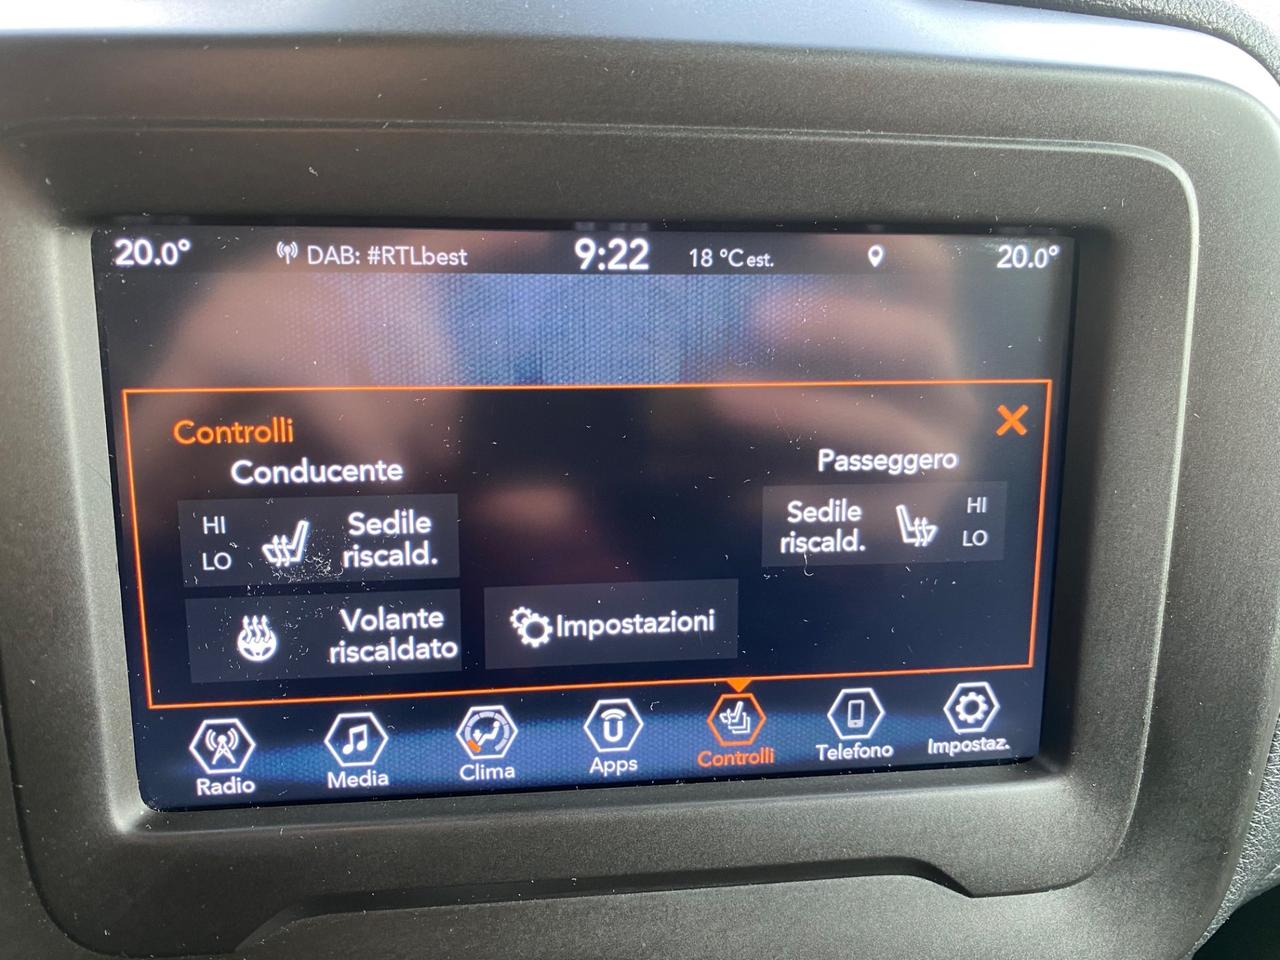 20.0° DAB: #RTLbest 9:22 18 °C est. 20.0°
Controlli
Conducente
Passeggero
HI
LO
Sedile
riscald.
Sedile
riscald.
HI
LO
Volante
riscaldato
Impostazioni
Radio Media Clima Apps Controlli Telefono Impostaz.